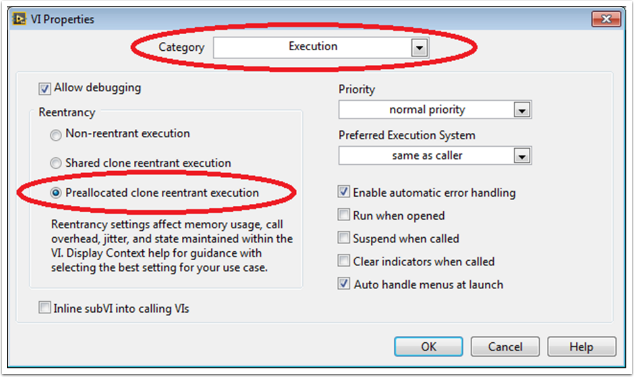 VI Properties
Category Execution
Allow debugging
Reentrancy
Non-reentrant execution
Shared clone reentrant execution
Preallocated clone reentrant execution
Reentrancy settings affect memory usage, call
overhead, jitter, and state maintained within the
VI. Display Context help for guidance with
selecting the best setting for your use case.
Inline subVI into calling VIs
Priority
normal priority
Preferred Execution System
same as caller
Enable automatic error handling
Run when opened
Suspend when called
Clear indicators when called
Auto handle menus at launch
OK Cancel Help